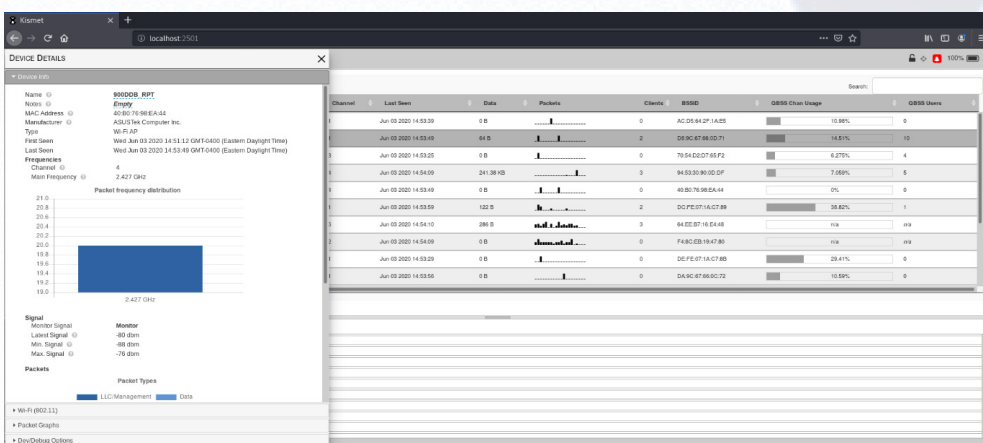 Kismet
localhost:2501
100%
DEVICE DETAILS
Device Info
Name 900DDB_RPT
Notes Empty
MAC Address 40:B0:76:98:EA:44
Manufacturer ASUSTek Computer Inc.
Type Wi-Fi AP
First Seen Wed Jun 03 2020 14:51:12 GMT-0400 (Eastern Daylight Time)
Last Seen Wed Jun 03 2020 14:53:49 GMT-0400 (Eastern Daylight Time)
Frequencies
Channel 4
Main Frequency 2.427 GHz
Packet frequency distribution
21.0
20.8
20.6
20.4
20.2
20.0
19.8
19.6
19.4
19.2
19.0
2.427 GHz
Signal
Monitor Signal Monitor
Latest Signal -80 dbm
Min. Signal -88 dbm
Max. Signal -76 dbm
Packets
Packet Types
LLC/Management Data
Wi-Fi (802.11)
Packet Graphs
Dev/Debug Options
Search:
Channel Last Seen Data Packets Clients BSSID QBSS Chan Usage QBSS Users
Jun 03 2020 14:53:39 0 B 0 AC:D5:64:2F:1A:E5 10.98% 0
Jun 03 2020 14:53:49 64 B 2 D8:9C:67:66:0D:71 14.51% 10
Jun 03 2020 14:53:25 0 B 0 70:54:D2:D7:65:F2 6.275% 4
Jun 03 2020 14:54:09 241.38 KB 3 94:53:30:90:0D:DF 7.059% 5
Jun 03 2020 14:53:49 0 B 0 40:B0:76:98:EA:44 0% 0
Jun 03 2020 14:53:59 122 B 2 DC:FE:07:1A:C7:89 38.82% 1
Jun 03 2020 14:54:10 286 B 3 64:EE:B7:16:E4:48 n/a n/a
Jun 03 2020 14:54:09 0 B 0 F4:8C:EB:19:47:80 n/a n/a
Jun 03 2020 14:53:29 0 B 0 DE:FE:07:1A:C7:8B 29.41% 0
Jun 03 2020 14:53:56 0 B 0 DA:9C:67:66:0C:72 10.59% 0